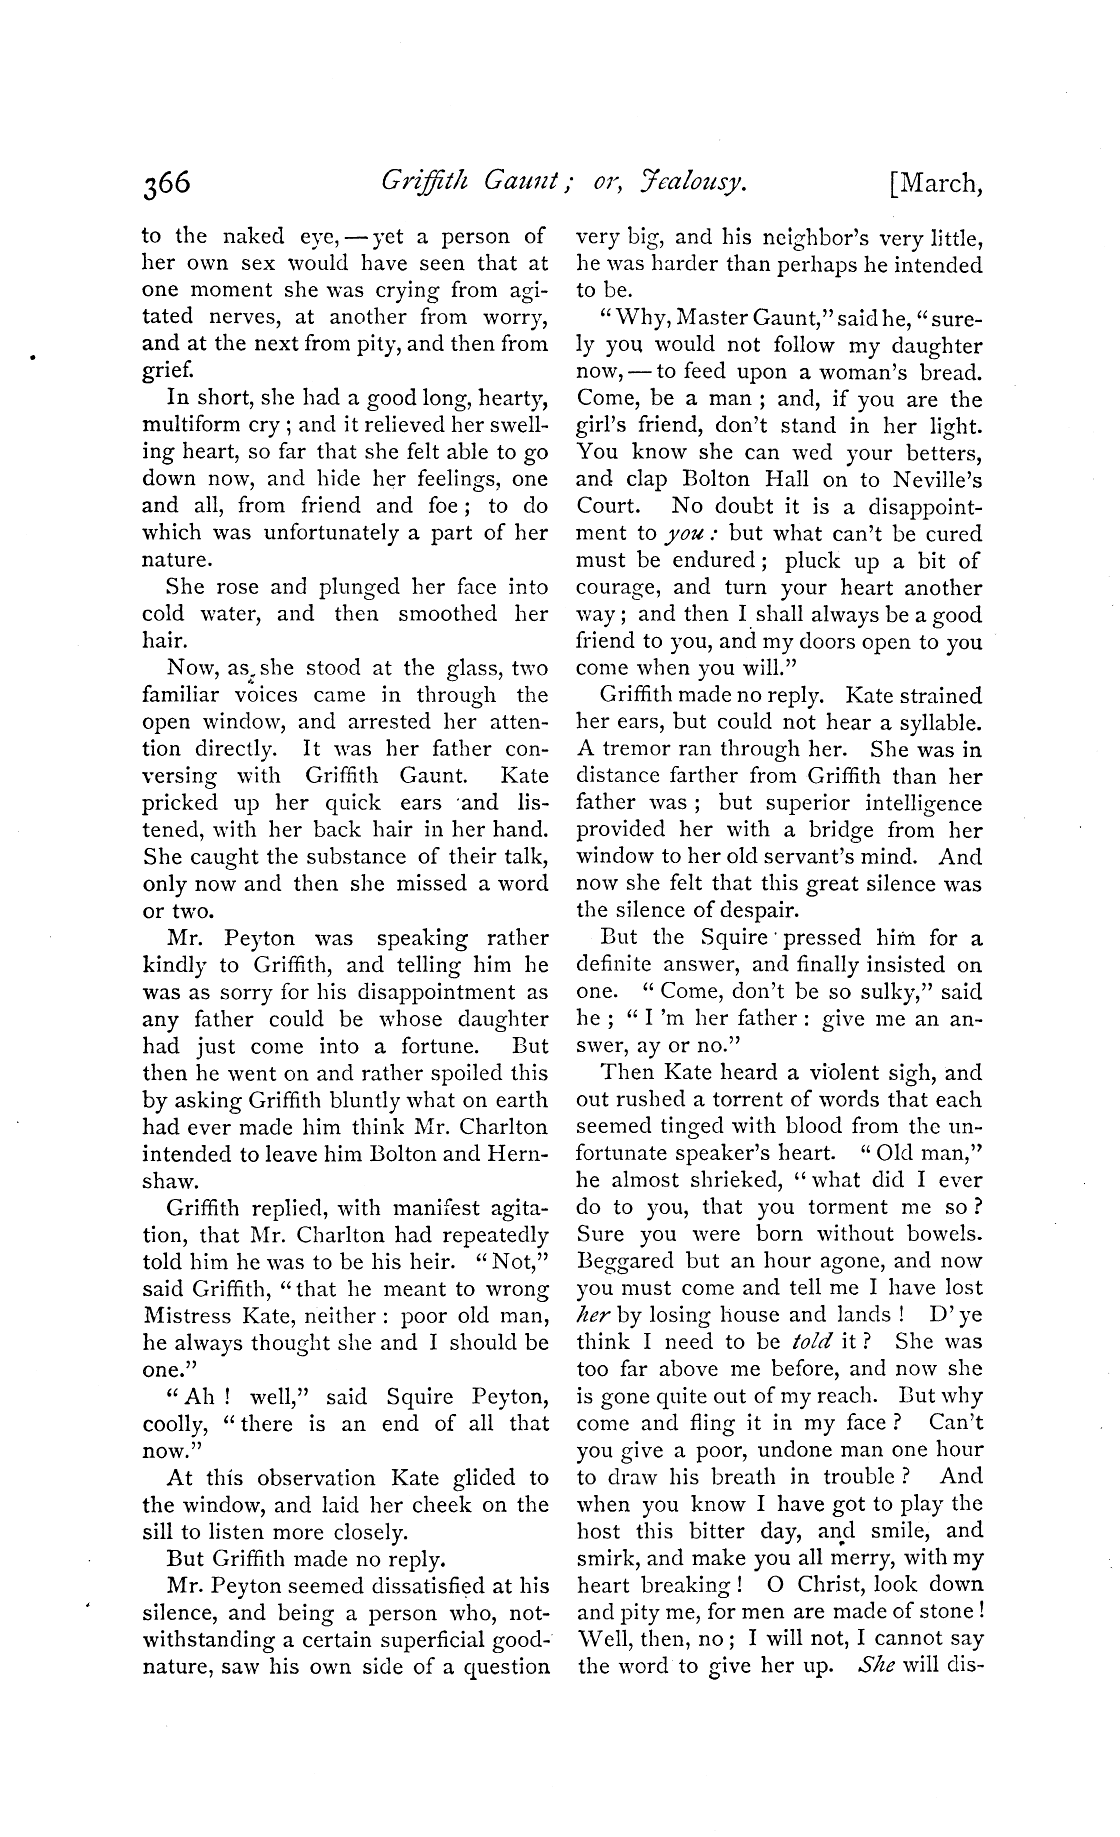 366 Griffith Gaunt; or, Jealousy. [March,
to the naked eye, — yet a person of
her own sex would have seen that at
one moment she was crying from agi-
tated nerves, at another from worry,
and at the next from pity, and then from
grief.
In short, she had a good long, hearty,
multiform cry ; and it relieved her swell-
ing heart, so far that she felt able to go
down now, and hide her feelings, one
and all, from friend and foe ; to do
which was unfortunately a part of her
nature.
She rose and plunged her face into
cold water, and then smoothed her
hair.
Now, as she stood at the glass, two
familiar voices came in through the
open window, and arrested her atten-
tion directly. It was her father con-
versing with Griffith Gaunt. Kate
pricked up her quick ears and lis-
tened, with her back hair in her hand.
She caught the substance of their talk,
only now and then she missed a word
or two.
Mr. Peyton was speaking rather
kindly to Griffith, and telling him he
was as sorry for his disappointment as
any father could be whose daughter
had just come into a fortune. But
then he went on and rather spoiled this
by asking Griffith bluntly what on earth
had ever made him think Mr. Charlton
intended to leave him Bolton and Hern-
shaw.
Griffith replied, with manifest agita-
tion, that Mr. Charlton had repeatedly
told him he was to be his heir. “ Not,”
said Griffith, “ that he meant to wrong
Mistress Kate, neither : poor old man,
he always thought she and I should be
one.”
“ Ah ! well,” said Squire Peyton,
coolly, “ there is an end of all that
now.”
At this observation Kate glided to
the window, and laid her cheek on the
sill to listen more closely.
But Griffith made no reply.
Mr. Peyton seemed dissatisfied at his
silence, and being a person who, not-
withstanding a certain superficial good-
nature, saw his own side of a question
very big, and his neighbor’s very little,
he was harder than perhaps he intended
to be.
“ Why, Master Gaunt,” said he, “ sure-
ly you would not follow my daughter
now, — to feed upon a woman’s bread.
Come, be a man ; and, if you are the
girl’s friend, don’t stand in her light.
You know she can wed your betters,
and clap Bolton Hall on to Neville’s
Court. No doubt it is a disappoint-
ment to you : but what can’t be cured
must be endured ; pluck up a bit of
courage, and turn your heart another
way ; and then I shall always be a good
friend to you, and my doors open to you
come when you will.”
Griffith made no reply. Kate strained
her ears, but could not hear a syllable.
A tremor ran through her. She was in
distance farther from Griffith than her
father was ; but superior intelligence
provided her with a bridge from her
window to her old servant’s mind. And
now she felt that this great silence was
the silence of despair.
But the Squire pressed him for a
definite answer, and finally insisted on
one. “ Come, don’t be so sulky,” said
he ; “ I ’m her father : give me an an-
swer, ay or no.”
Then Kate heard a violent sigh, and
out rushed a torrent of words that each
seemed tinged with blood from the un-
fortunate speaker’s heart. “ Old man,”
he almost shrieked, “ what did I ever
do to you, that you torment me so ?
Sure you were born without bowels.
Beggared but an hour agone, and now
you must come and tell me I have lost
her by losing house and lands ! D’ ye
think I need to be told it ? She was
too far above me before, and now she
is gone quite out of my reach. But why
come and fling it in my face ? Can’t
you give a poor, undone man one hour
to draw his breath in trouble ? And
when you know I have got to play the
host this bitter day, and smile, and
smirk, and make you all merry, with my
heart breaking ! O Christ, look down
and pity me, for men are made of stone !
Well, then, no ; I will not, I cannot say
the word to give her up. She will dis-